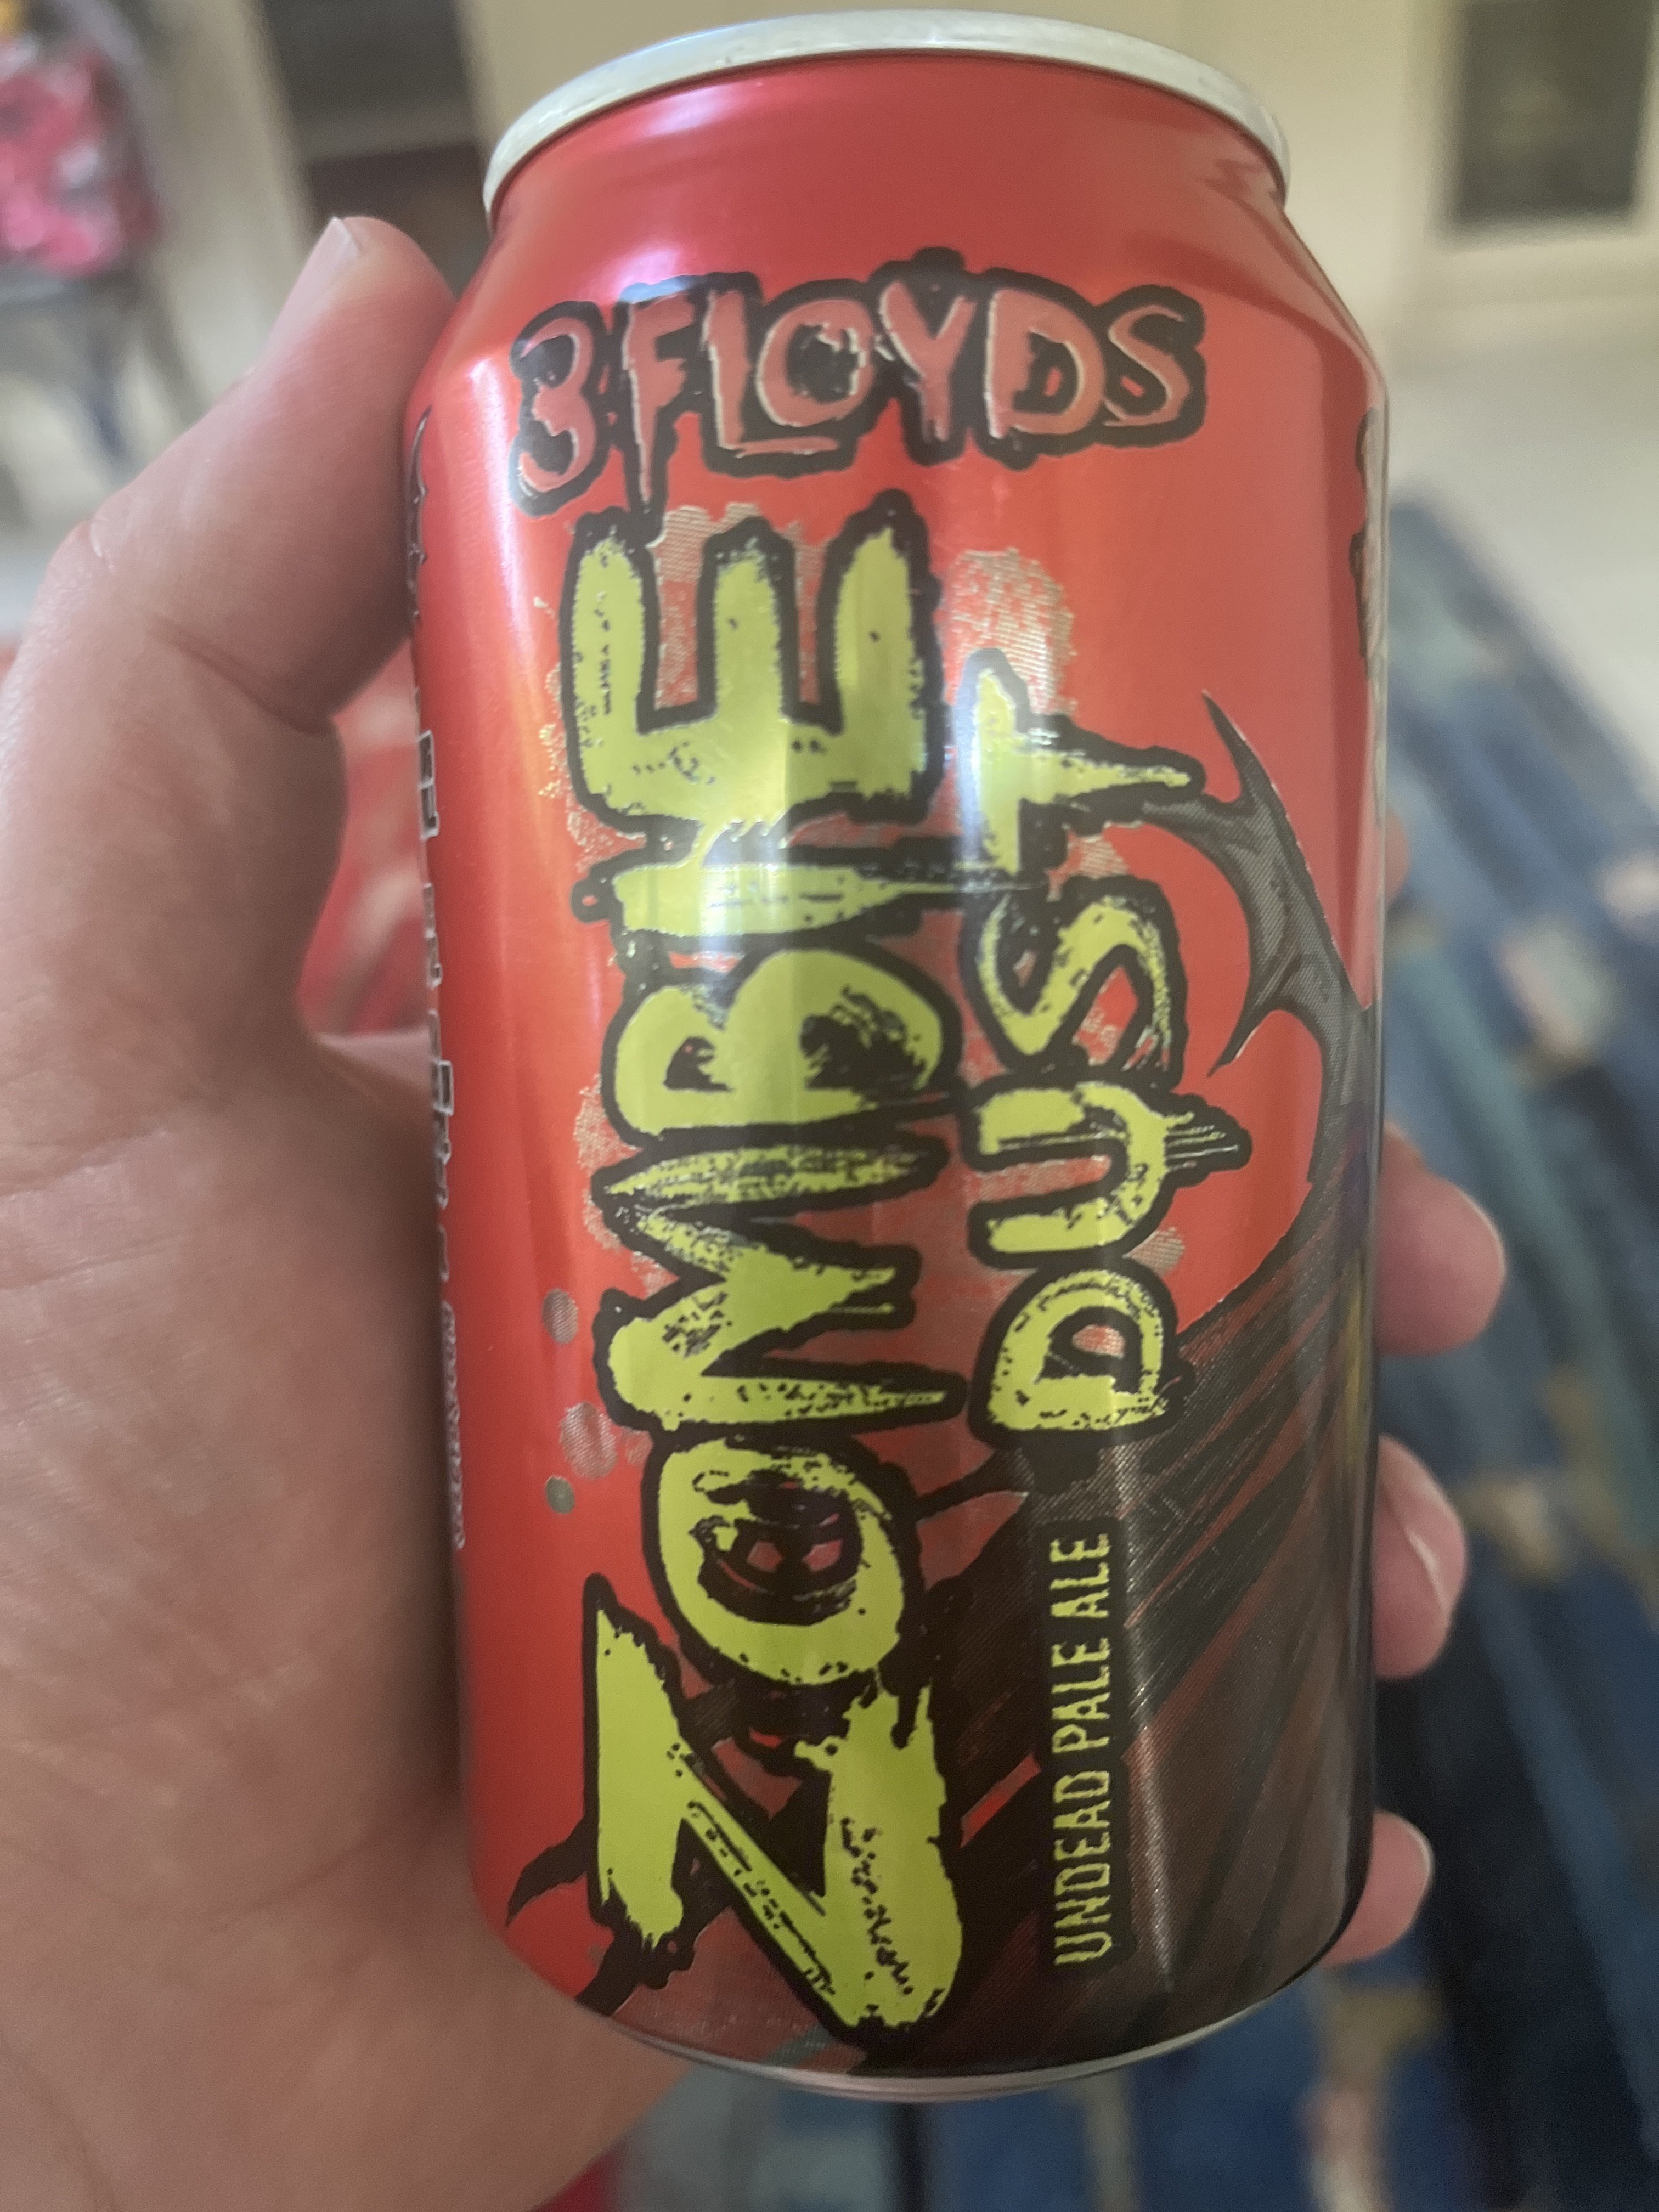 3 FLOYDS
ZOMBIE
DUST
UNDEAD PALE ALE